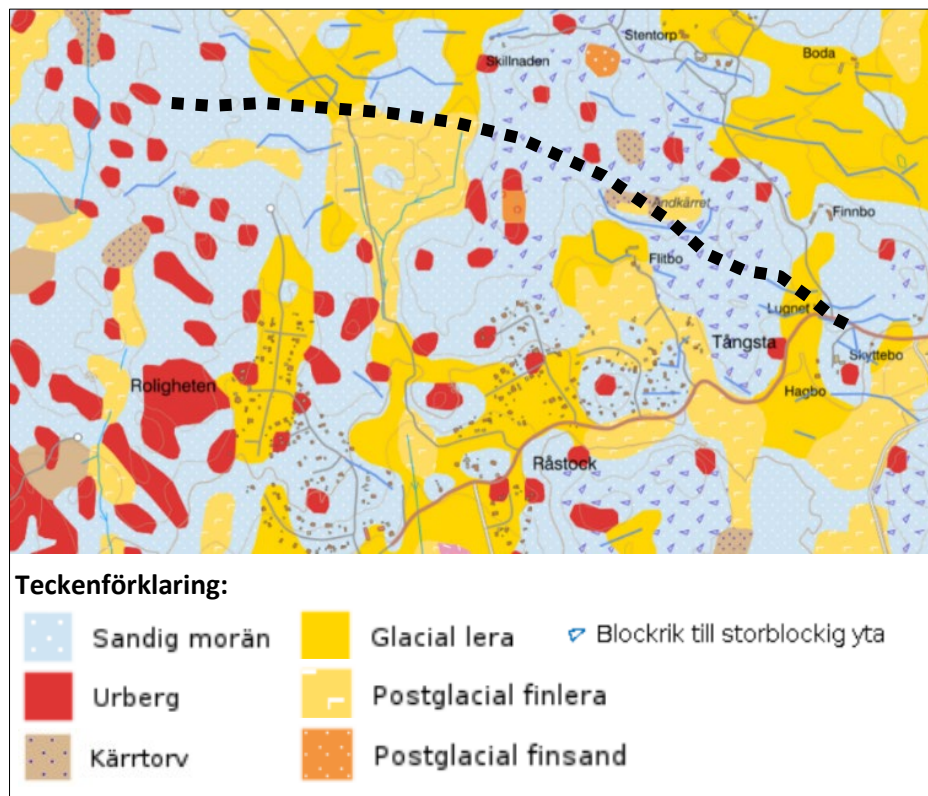 Stentorp
Boda
Skillnaden
Andkärret
Finnbo
Flitbo
Lugnet
Tångsta
Skyttebo
Roligheten
Hagbo
Råstock
Teckenförklaring:
Sandig morän
Glacial lera
Blockrik till storblockig yta
Urberg
Postglacial finlera
Kärrtorv
Postglacial finsand